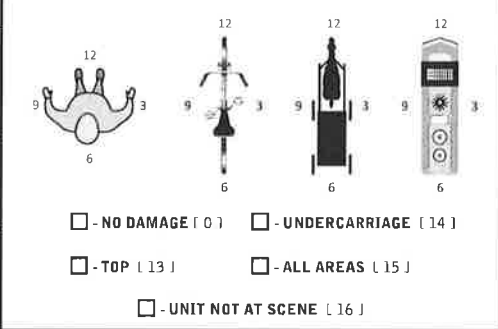 12 12 12
12
9 3 9 3 9 3 9 3
6
6 6 6
☐ - NO DAMAGE [ 0 ] ☐ - UNDERCARRIAGE [ 14 ]
☐ - TOP [ 13 ] ☐ - ALL AREAS [ 15 ]
☐ - UNIT NOT AT SCENE [ 16 ]